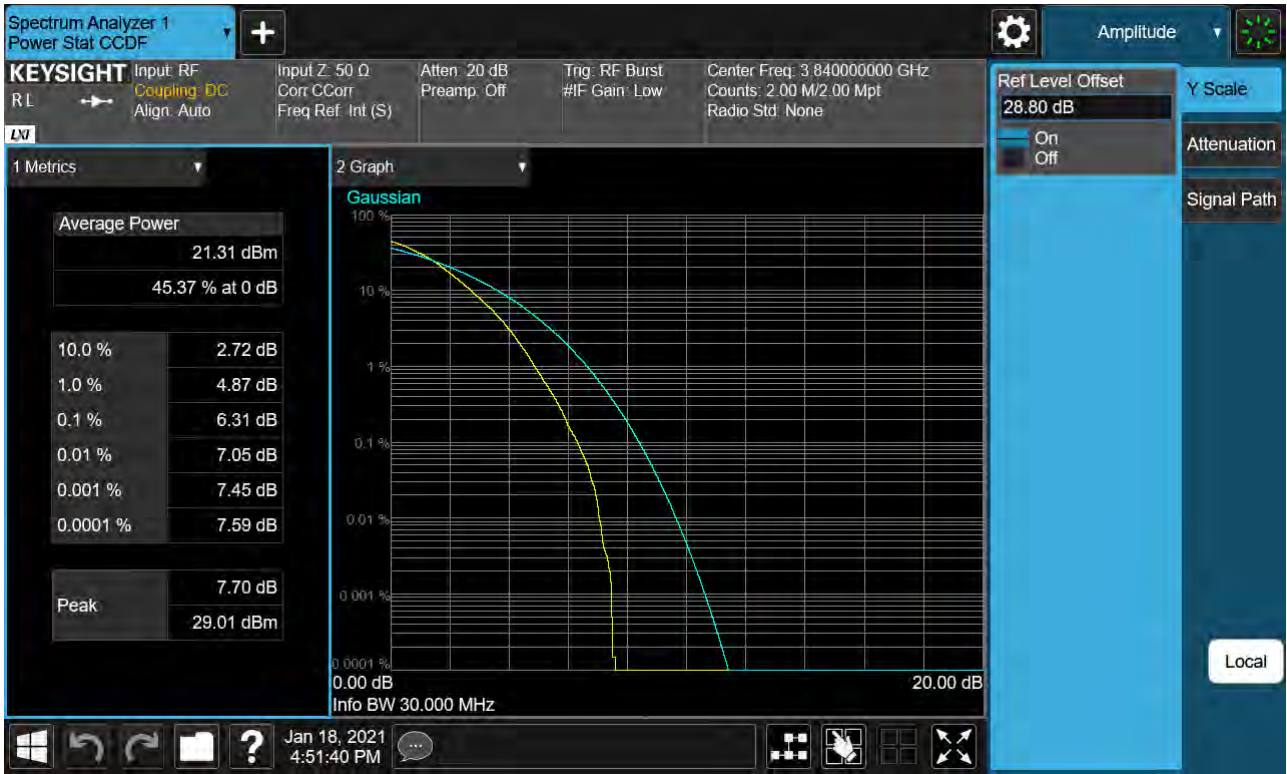 Spectrum Analyzer 1
Power Stat CCDF
Amplitude
KEYSIGHT
RL
LXI
Input: RF
Coupling: DC
Align: Auto
Input Z: 50 Ω
Corr CCorr
Freq Ref: Int (S)
Atten: 20 dB
Preamp: Off
Trig: RF Burst
#IF Gain: Low
Center Freq: 3.840000000 GHz
Counts: 2.00 M/2.00 Mpt
Radio Std: None
Ref Level Offset
28.80 dB
On
Off
Y Scale
Attenuation
Signal Path
Local
1 Metrics
Average Power
21.31 dBm
45.37 % at 0 dB
10.0 % 2.72 dB
1.0 % 4.87 dB
0.1 % 6.31 dB
0.01 % 7.05 dB
0.001 % 7.45 dB
0.0001 % 7.59 dB
Peak
7.70 dB
29.01 dBm
2 Graph
Gaussian
100 %
10 %
1 %
0.1 %
0.01 %
0.001 %
0.0001 %
0.00 dB 20.00 dB
Info BW 30.000 MHz
?
Jan 18, 2021
4:51:40 PM